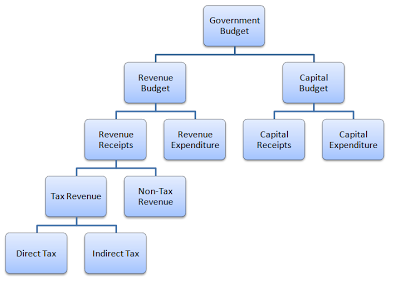 Government
Budget
Revenue
Budget
Capital
Budget
Revenue
Receipts
Revenue
Expenditure
Capital
Receipts
Capital
Expenditure
Tax Revenue
Non-Tax
Revenue
Direct Tax
Indirect Tax